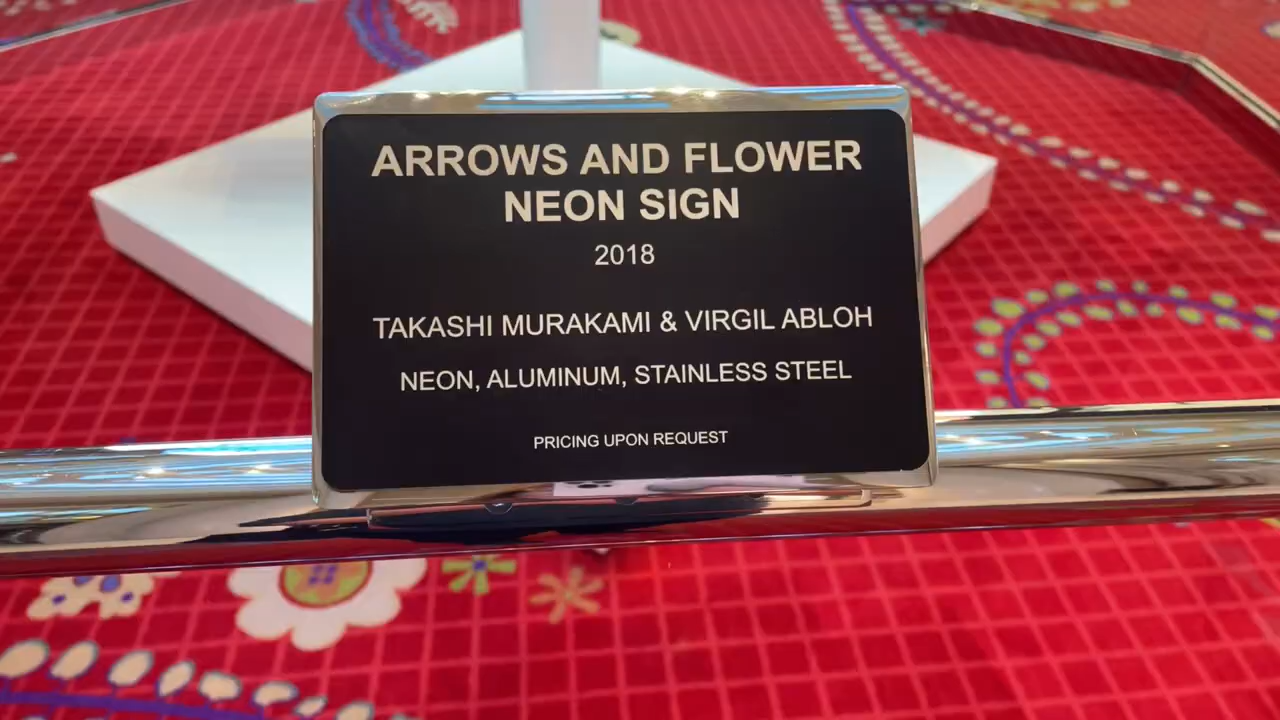 ARROWS AND FLOWER
NEON SIGN
2018
TAKASHI MURAKAMI & VIRGIL ABLOH
NEON, ALUMINUM, STAINLESS STEEL
PRICING UPON REQUEST